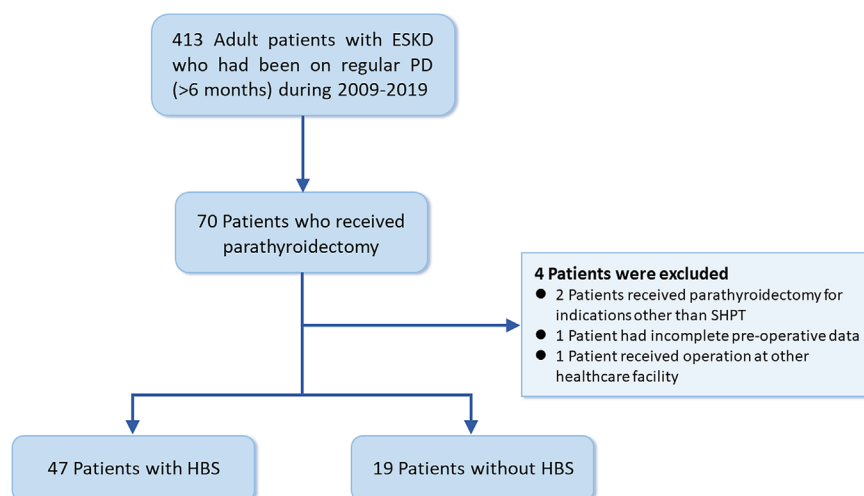 413 Adult patients with ESKD
who had been on regular PD
(>6 months) during 2009-2019
70 Patients who received
parathyroidectomy
4 Patients were excluded
● 2 Patients received parathyroidectomy for
indications other than SHPT
● 1 Patient had incomplete pre-operative data
● 1 Patient received operation at other
healthcare facility
47 Patients with HBS
19 Patients without HBS